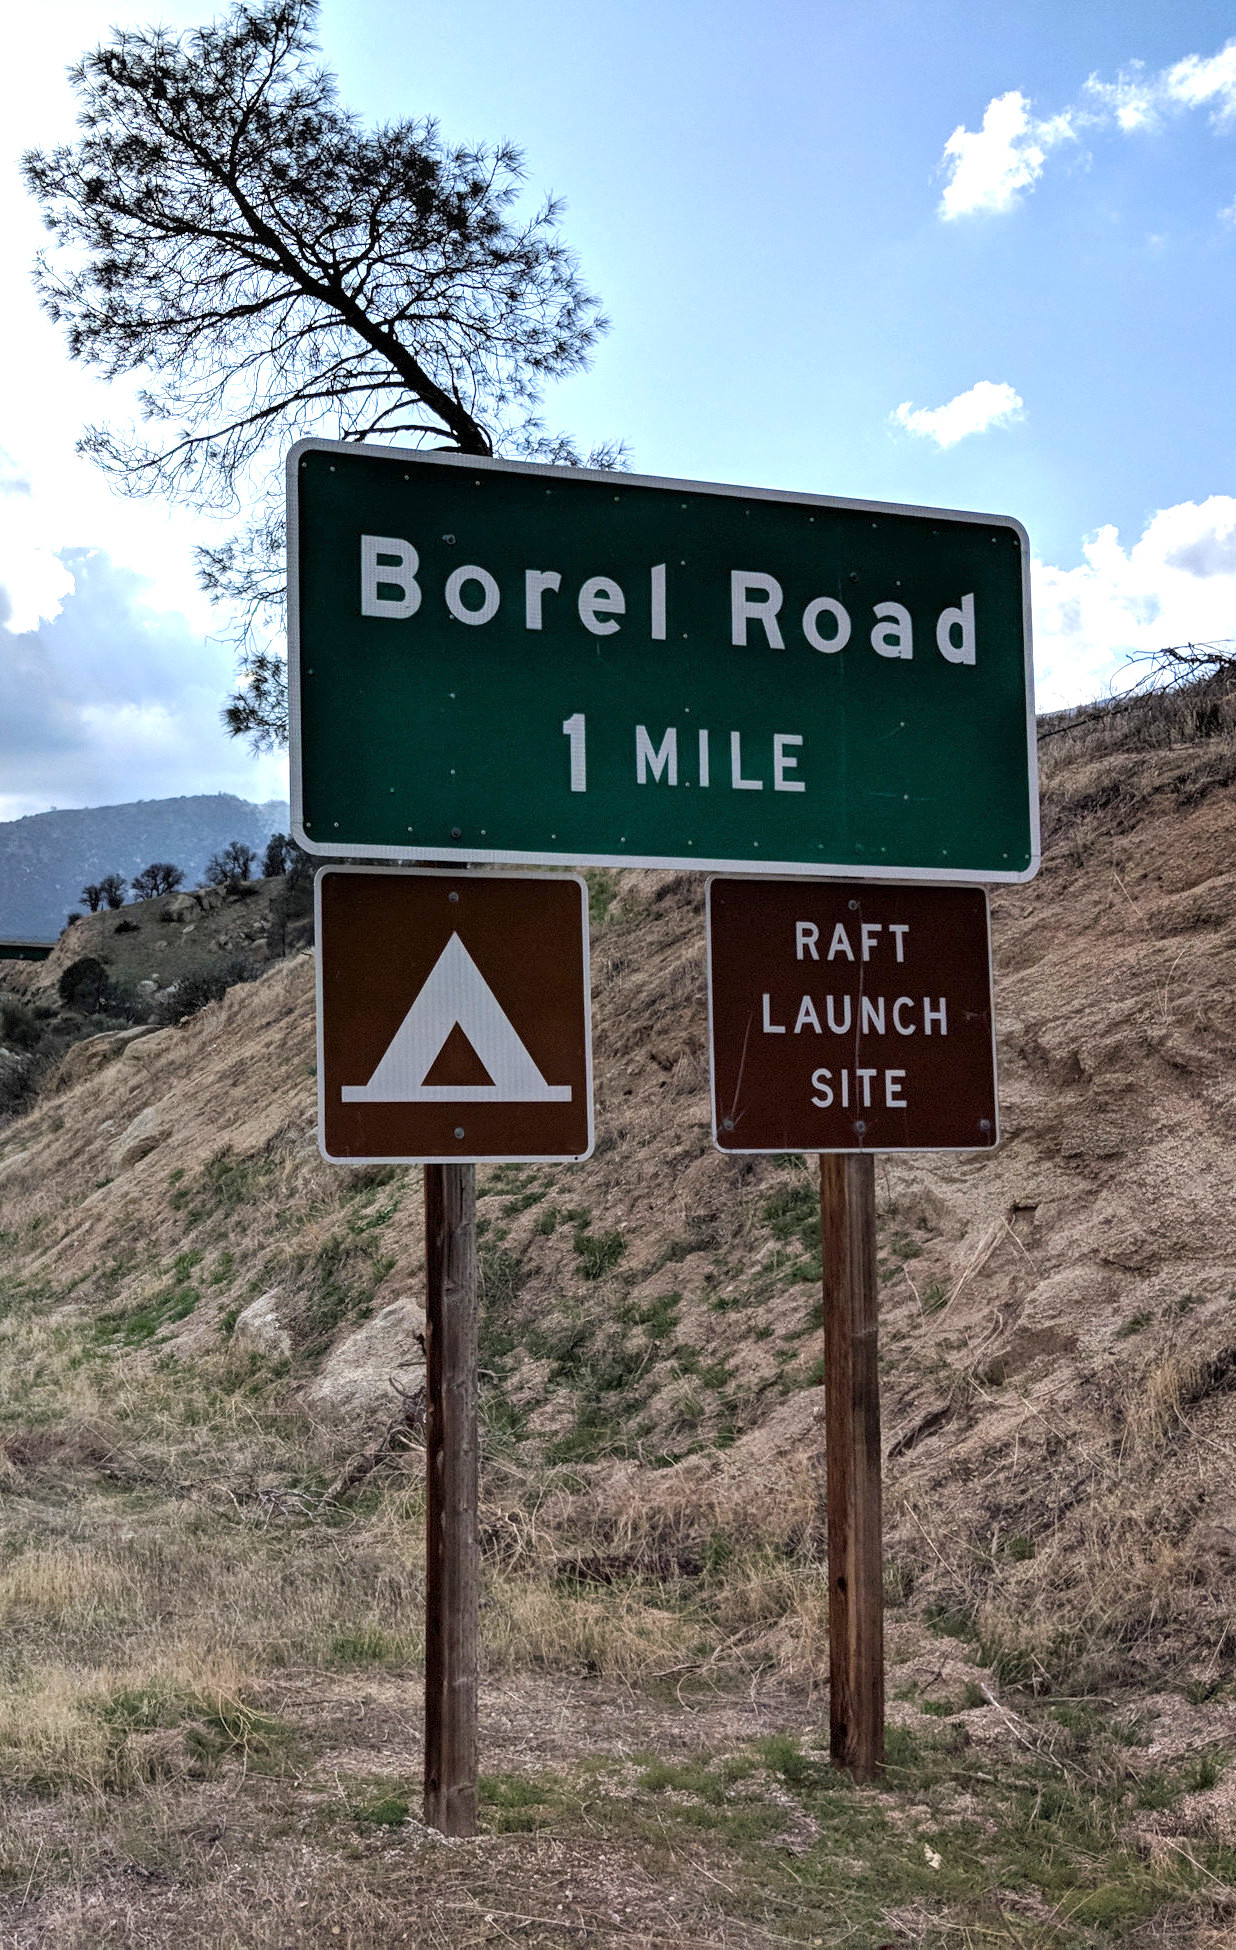 Borel Road
1 MILE
RAFT
LAUNCH
SITE